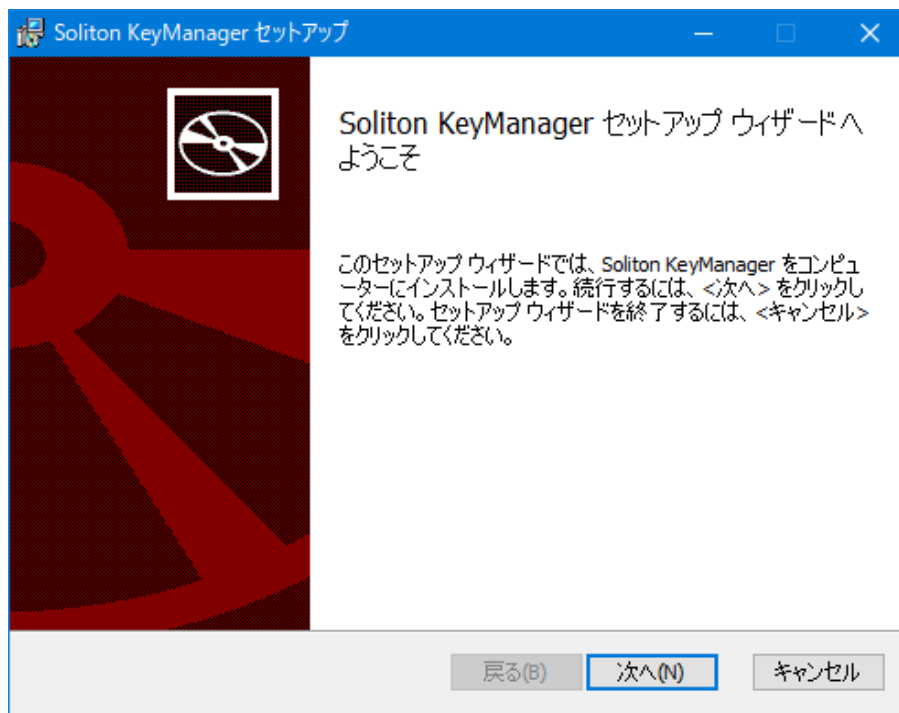 Soliton KeyManager セットアップ
Soliton KeyManager セットアップ ウィザードへ
ようこそ
このセットアップ ウィザードでは、Soliton KeyManager をコンピュ
ーターにインストールします。続行するには、<次へ> をクリックし
てください。セットアップ ウィザードを終了するには、<キャンセル>
をクリックしてください。
戻る(B) 次へ(N) キャンセル